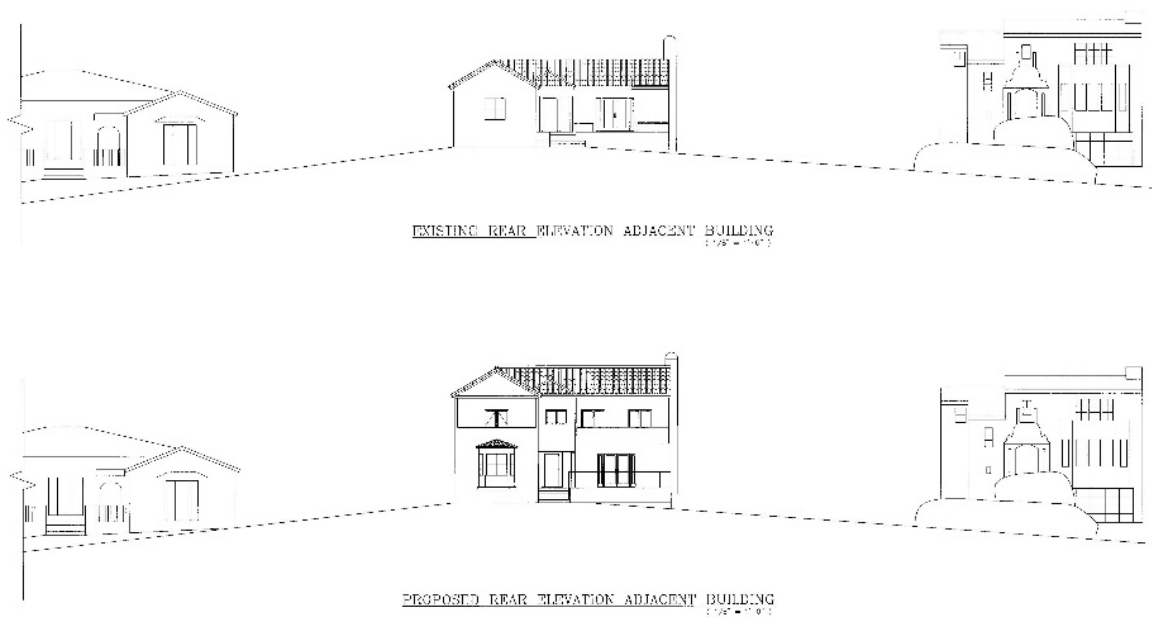 EXISTING REAR ELEVATION ADJACENT BUILDING
PROPOSED REAR ELEVATION ADJACENT BUILDING